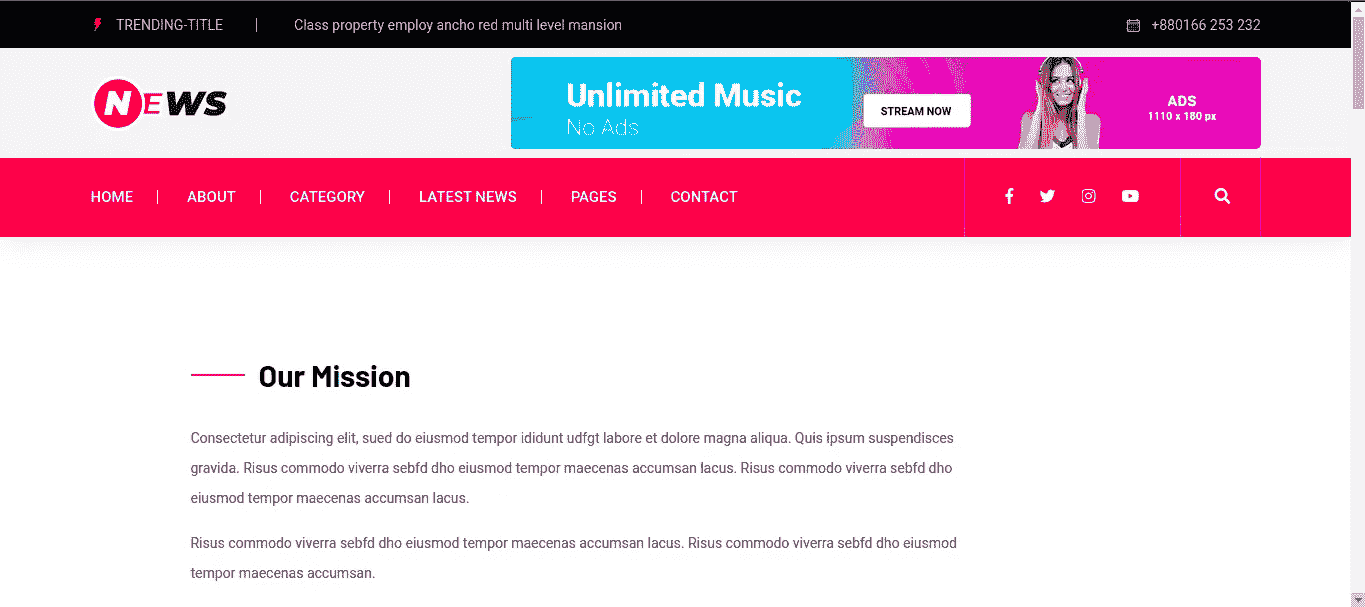 TRENDING-TITLE
Class property employ ancho red multi level mansion
+880166 253 232
NEWS
Unlimited Music
No Ads
STREAM NOW
ADS
1110 x 180 px
HOME
ABOUT
CATEGORY
LATEST NEWS
PAGES
CONTACT
Our Mission
Consectetur adipiscing elit, sued do eiusmod tempor ididunt udfgt labore et dolore magna aliqua. Quis ipsum suspendisces
gravida. Risus commodo viverra sebfd dho eiusmod tempor maecenas accumsan lacus. Risus commodo viverra sebfd dho
eiusmod tempor maecenas accumsan lacus.
Risus commodo viverra sebfd dho eiusmod tempor maecenas accumsan lacus. Risus commodo viverra sebfd dho eiusmod
tempor maecenas accumsan.